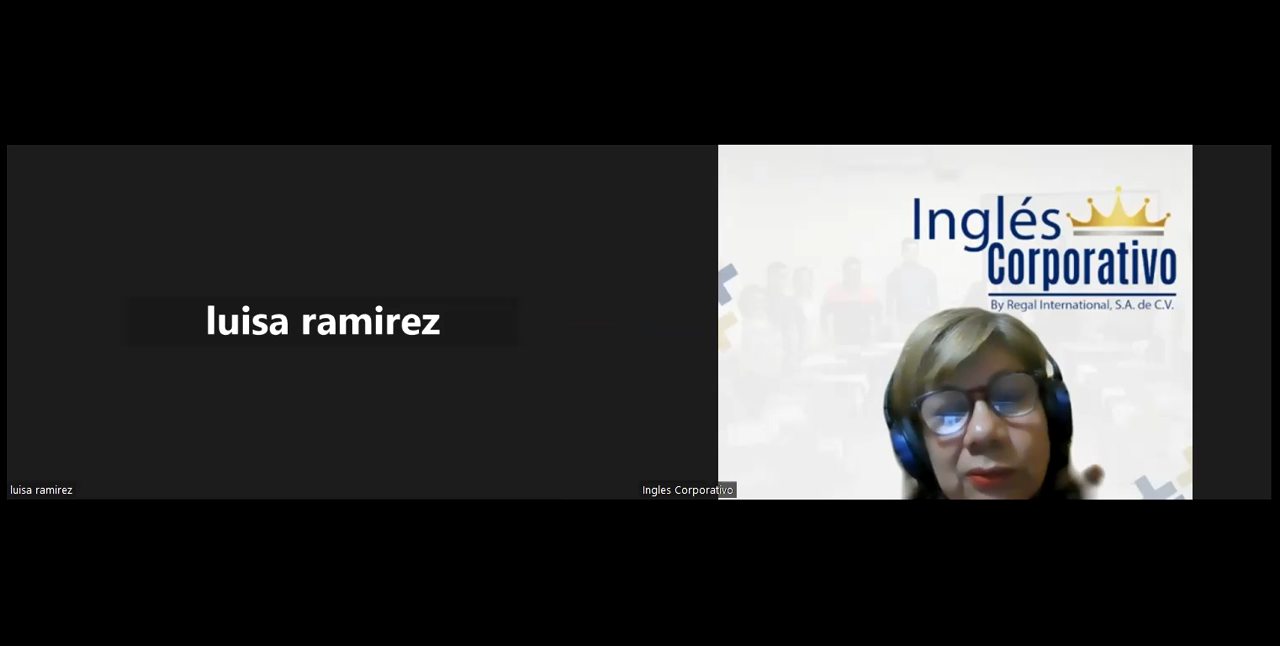 luisa ramirez
luisa ramirez
Inglés
Corporativo
By Regal International, S.A. de C.V.
Ingles Corporativo